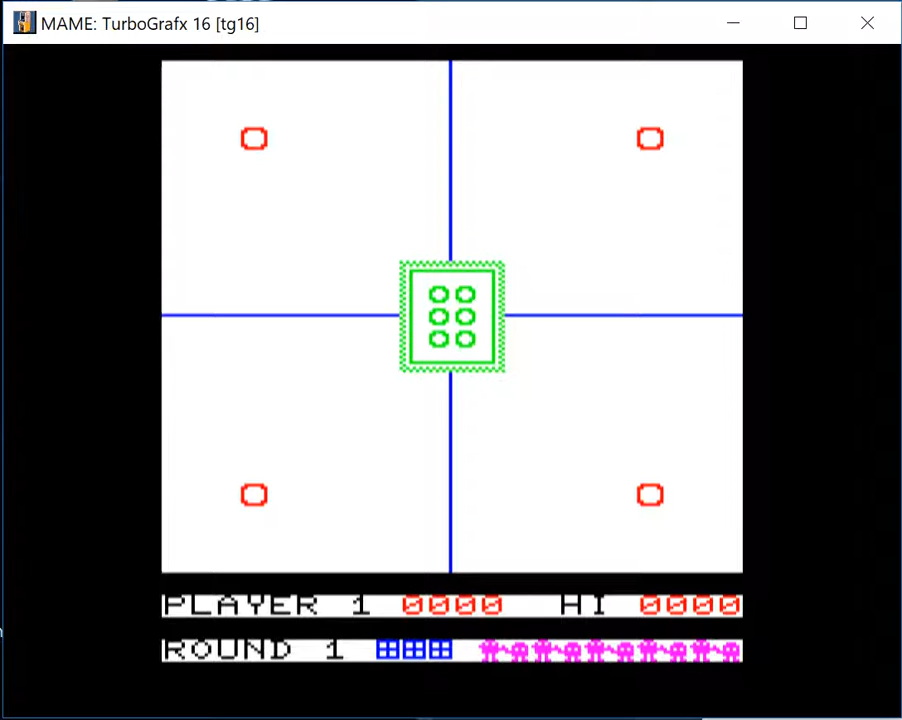 MAME: TurboGrafx 16 [tg16]
PLAYER 1 0000 HI 0000
ROUND 1